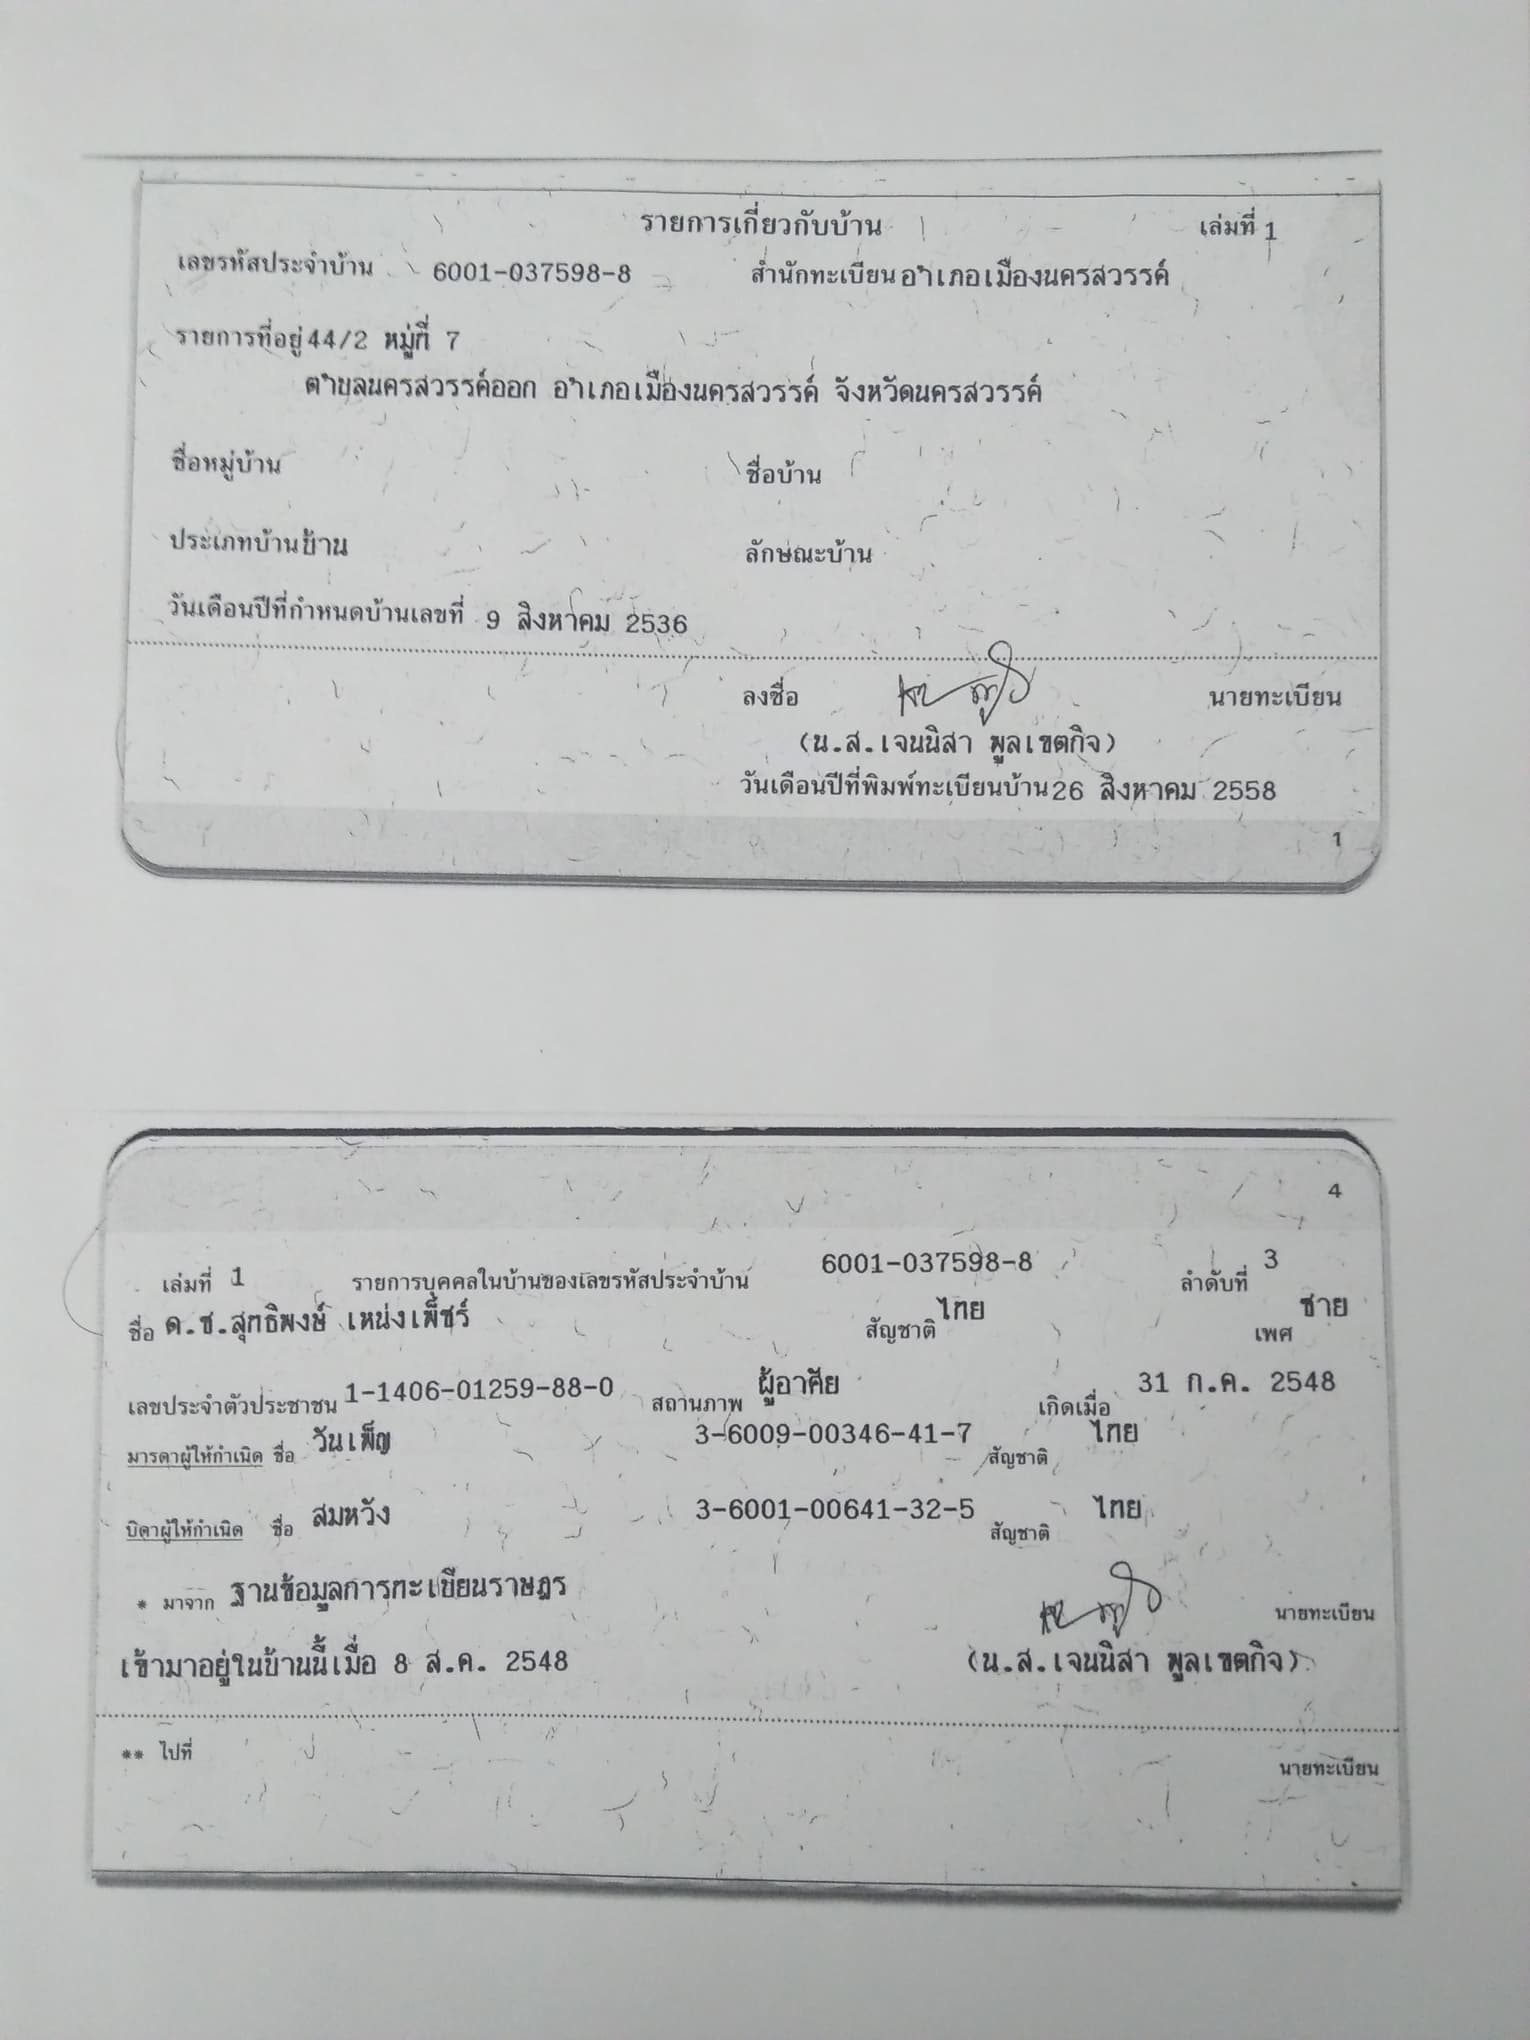 รายการเกี่ยวกับบ้าน เล่มที่ 1
เลขรหัสประจำบ้าน 6001-037598-8 สำนักทะเบียน อำเภอเมืองนครสวรรค์
รายการที่อยู่ 44/2 หมู่ที่ 7
ตำบลนครสวรรค์ออก อำเภอเมืองนครสวรรค์ จังหวัดนครสวรรค์
ชื่อหมู่บ้าน ชื่อบ้าน
ประเภทบ้าน บ้าน ลักษณะบ้าน
วันเดือนปีที่กำหนดบ้านเลขที่ 9 สิงหาคม 2536
ลงชื่อ นายทะเบียน
(น.ส.เจนนิสา พูลเขตกิจ)
วันเดือนปีที่พิมพ์ทะเบียนบ้าน 26 สิงหาคม 2558
1
4
เล่มที่ 1 รายการบุคคลในบ้านของเลขรหัสประจำบ้าน 6001-037598-8 ลำดับที่ 3
ชื่อ ด.ช.สุทธิพงษ์ เหน่งเพ็ชร์ สัญชาติ ไทย เพศ ชาย
เลขประจำตัวประชาชน 1-1406-01259-88-0 สถานภาพ ผู้อาศัย เกิดเมื่อ 31 ก.ค. 2548
มารดาผู้ให้กำเนิด ชื่อ วันเพ็ญ 3-6009-00346-41-7 สัญชาติ ไทย
บิดาผู้ให้กำเนิด ชื่อ สมหวัง 3-6001-00641-32-5 สัญชาติ ไทย
* มาจาก ฐานข้อมูลการทะเบียนราษฎร นายทะเบียน
เข้ามาอยู่ในบ้านนี้เมื่อ 8 ส.ค. 2548 (น.ส.เจนนิสา พูลเขตกิจ)
** ไปที่ นายทะเบียน